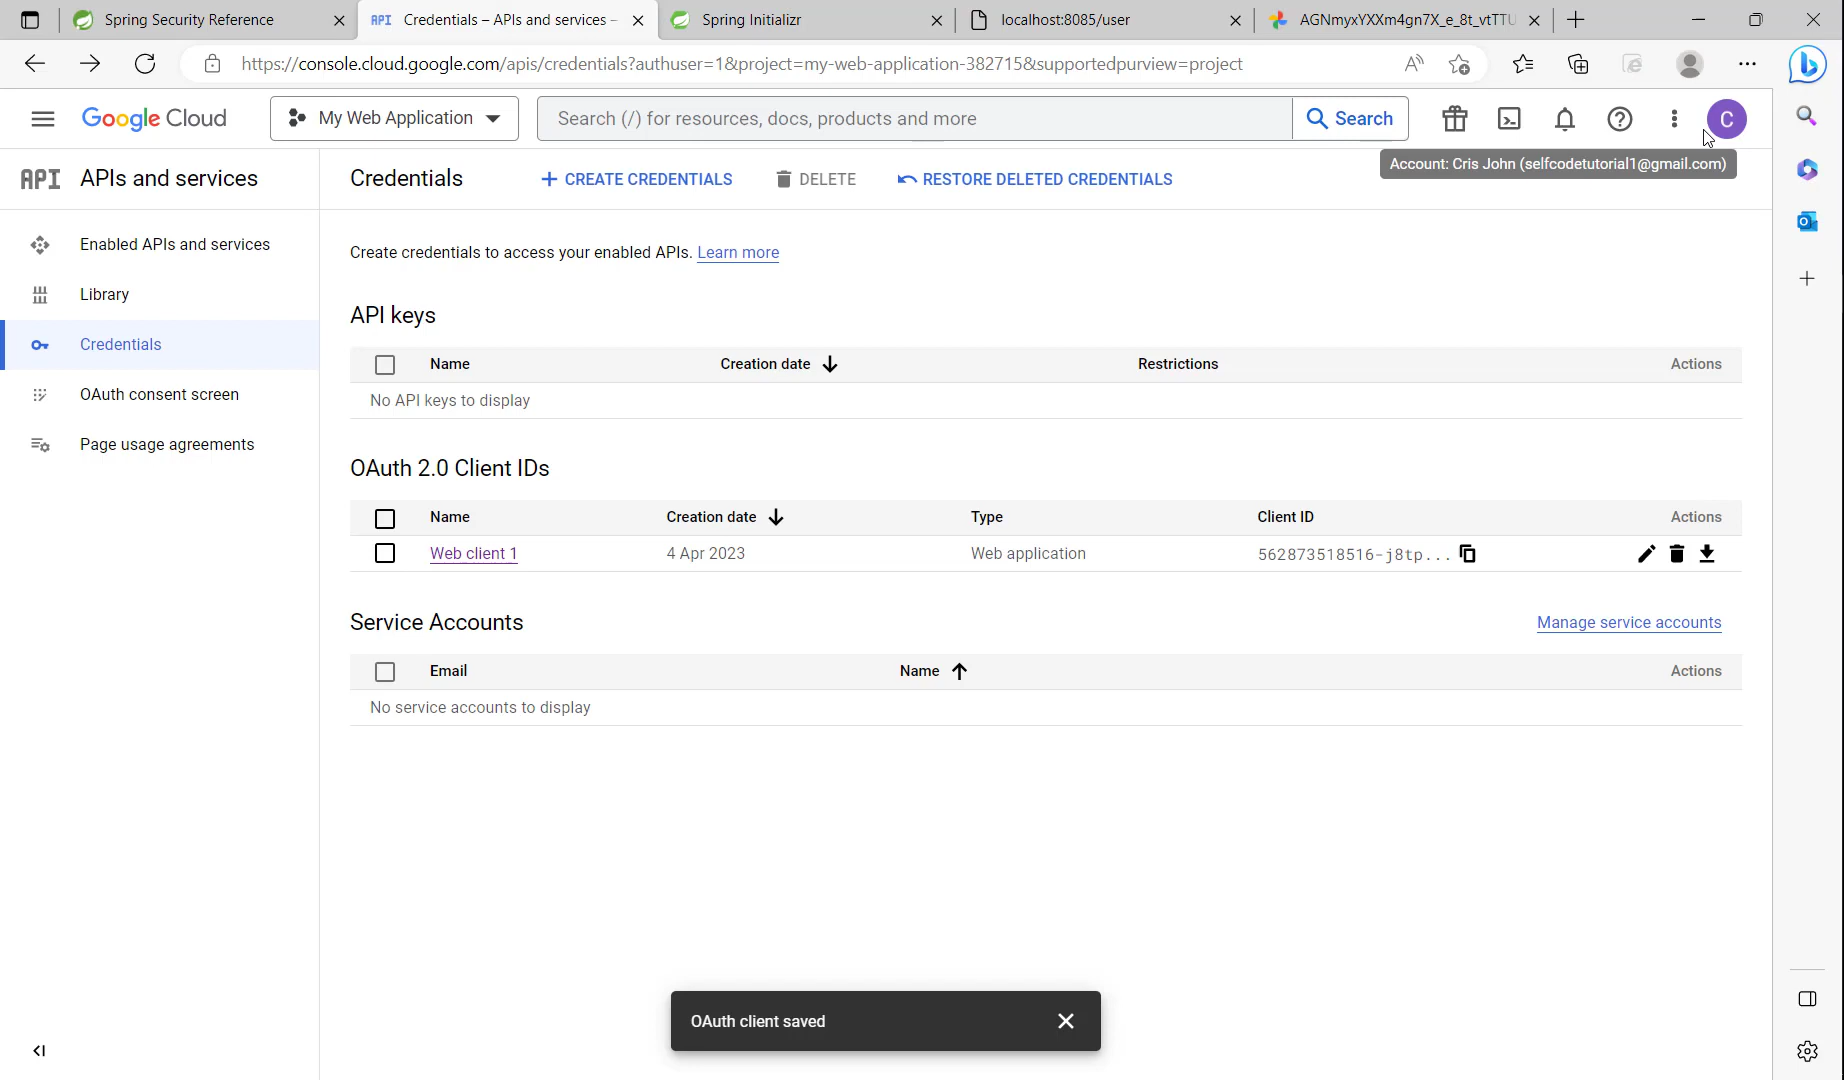 Spring Security Reference
API Credentials – APIs and services –
Spring Initializr
localhost:8085/user
AGNmyxYXXm4gn7X_e_8t_vtTTU
https://console.cloud.google.com/apis/credentials?authuser=1&project=my-web-application-382715&supportedpurview=project
Google Cloud
My Web Application
Search (/) for resources, docs, products and more
Search
C
Account: Cris John (selfcodetutorial1@gmail.com)
API APIs and services
Credentials
CREATE CREDENTIALS
DELETE
RESTORE DELETED CREDENTIALS
Enabled APIs and services
Library
Credentials
OAuth consent screen
Page usage agreements
Create credentials to access your enabled APIs. Learn more
API keys
Name Creation date Restrictions Actions
No API keys to display
OAuth 2.0 Client IDs
Name Creation date Type Client ID Actions
Web client 1 4 Apr 2023 Web application 562873518516-j8tp...
Service Accounts
Manage service accounts
Email Name Actions
No service accounts to display
OAuth client saved